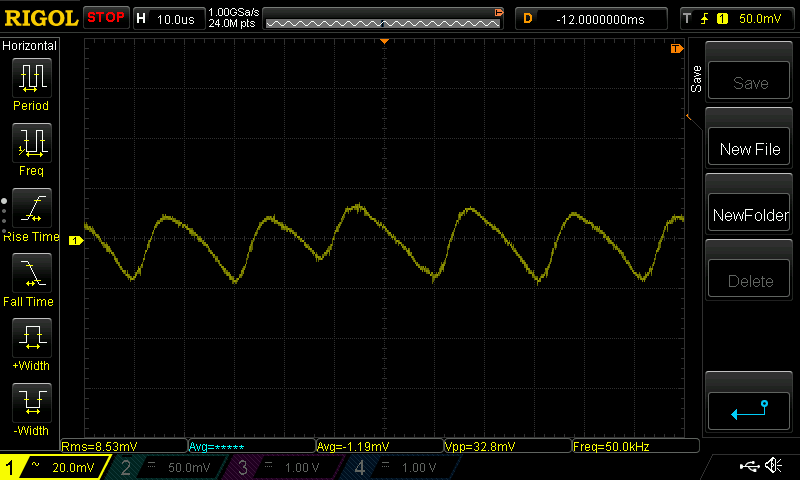 RIGOL STOP H 10.0us 1.00GSa/s 24.0M pts D -12.0000000ms T 1 50.0mV
Horizontal
Period
Freq
Rise Time
Fall Time
+Width
-Width
T
1
Save
Save
New File
NewFolder
Delete
Rms=8.53mV Avg=***** Avg=-1.19mV Vpp=32.8mV Freq=50.0kHz
1 ~ 20.0mV 2 50.0mV 3 1.00 V 4 1.00 V